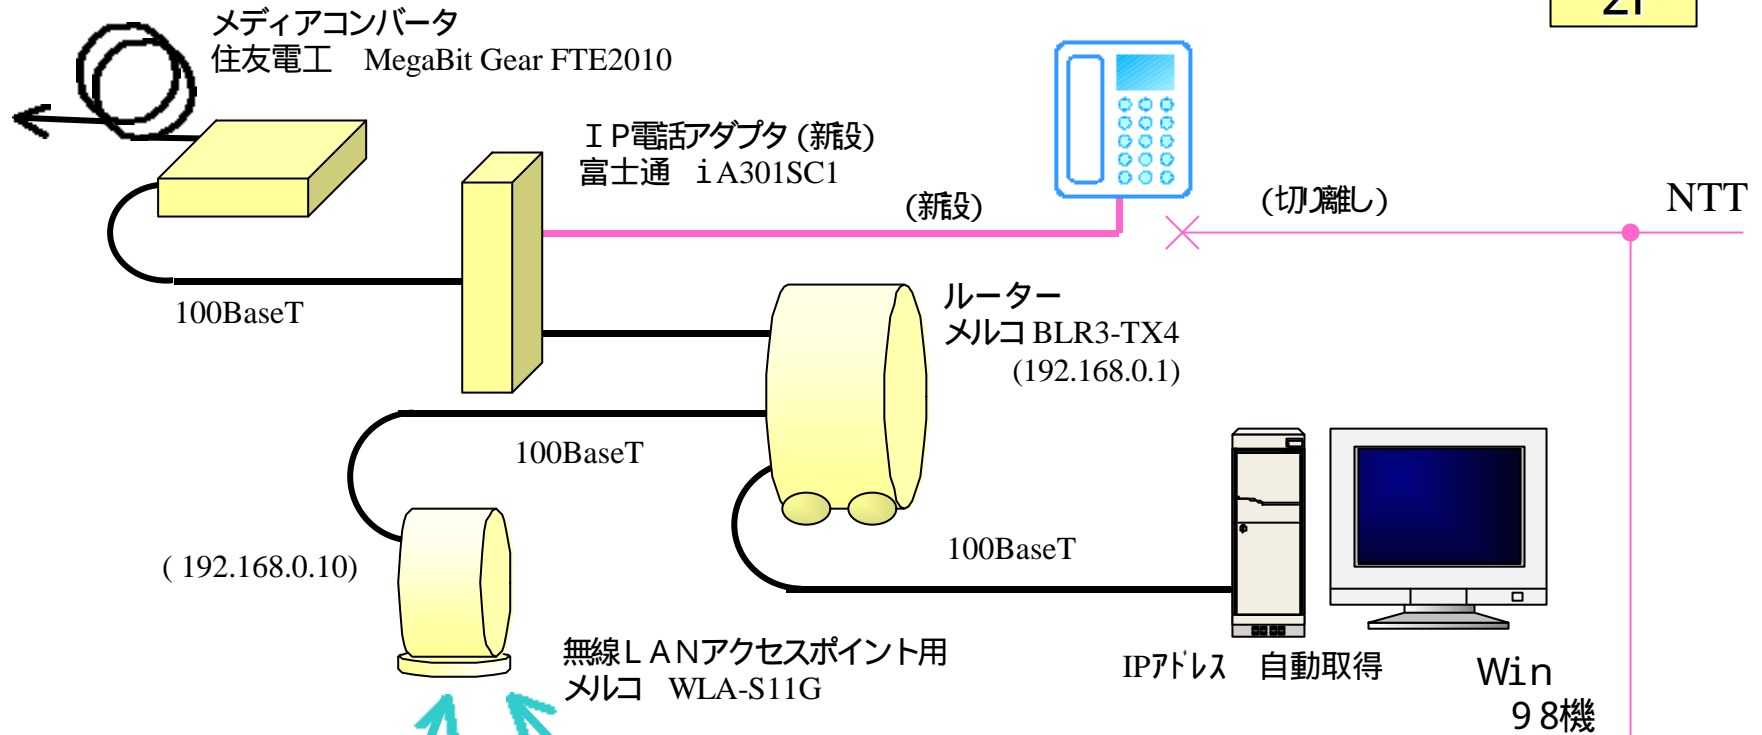 メディアコンバータ
住友電工 MegaBit Gear FTE2010
2F
ＩＰ電話アダプタ (新設)
富士通 ｉA301SC1
(新設)
(切り離し)
NTT
100BaseT
ルーター
メルコ BLR3-TX4
(192.168.0.1)
100BaseT
( 192.168.0.10)
100BaseT
無線ＬＡＮアクセスポイント用
メルコ WLA-S11G
IPｱﾄﾞﾚｽ 自動取得
Win
９８機